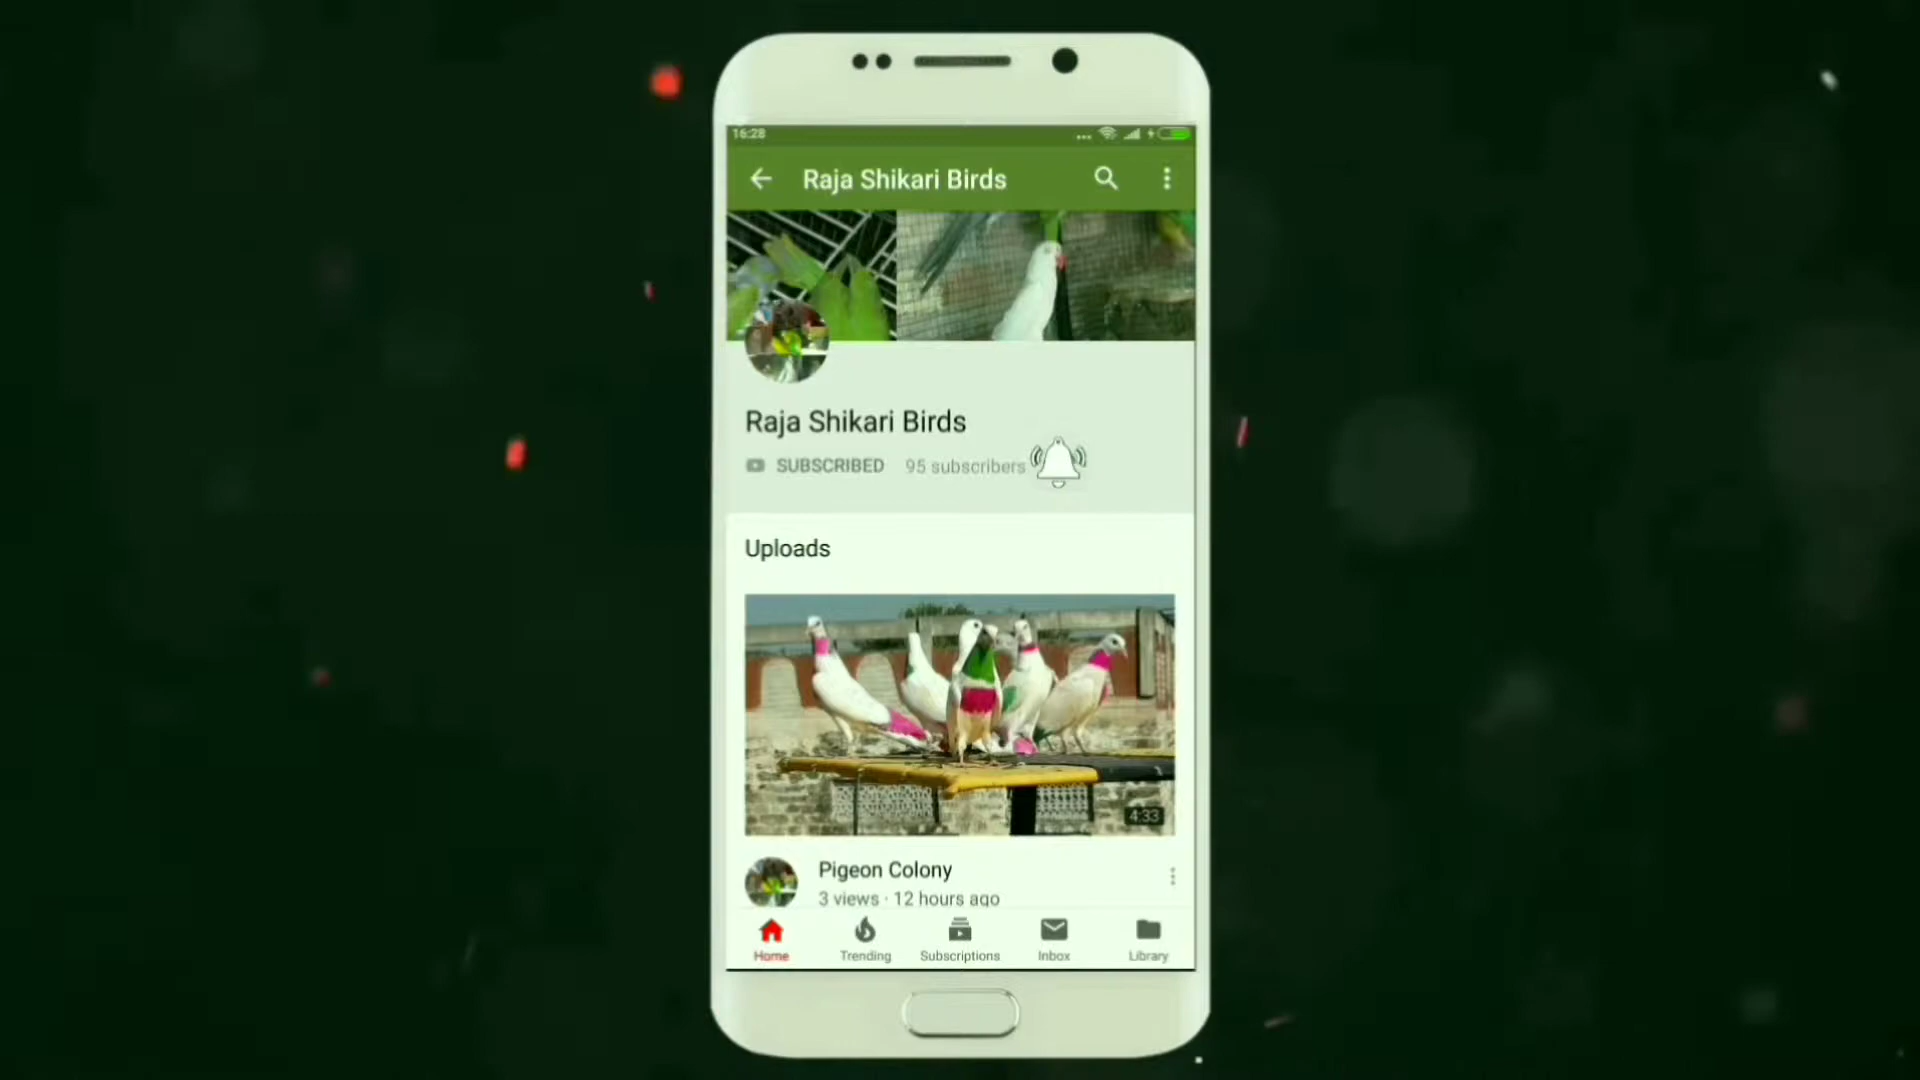 16:28
Raja Shikari Birds
Raja Shikari Birds
SUBSCRIBED 95 subscribers
Uploads
4:33
Pigeon Colony
3 views · 12 hours ago
Home Trending Subscriptions Inbox Library